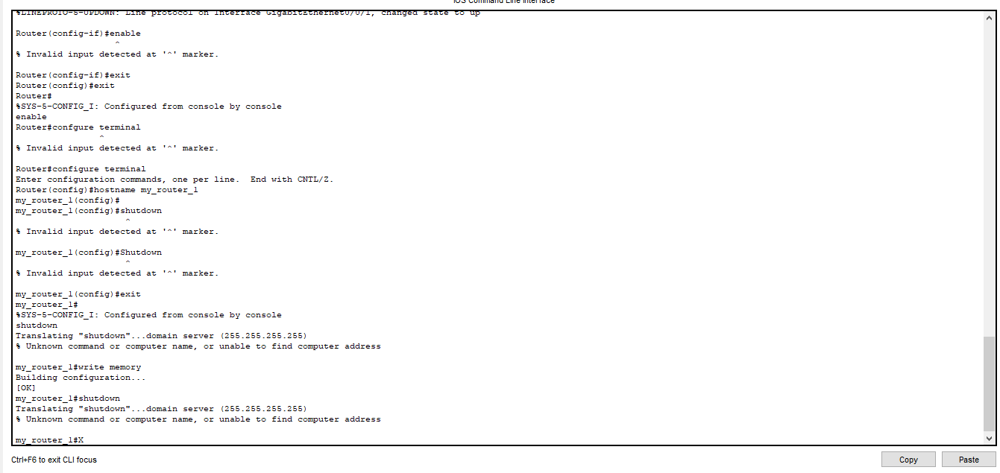 IOS Command Line Interface
%LINEPROTO-5-UPDOWN: Line protocol on Interface GigabitEthernet0/0/1, changed state to up
Router(config-if)#enable
^
% Invalid input detected at '^' marker.
Router(config-if)#exit
Router(config)#exit
Router#
%SYS-5-CONFIG_I: Configured from console by console
enable
Router#confgure terminal
^
% Invalid input detected at '^' marker.
Router#configure terminal
Enter configuration commands, one per line.  End with CNTL/Z.
Router(config)#hostname my_router_1
my_router_1(config)#
my_router_1(config)#shutdown
^
% Invalid input detected at '^' marker.
my_router_1(config)#Shutdown
^
% Invalid input detected at '^' marker.
my_router_1(config)#exit
my_router_1#
%SYS-5-CONFIG_I: Configured from console by console
shutdown
Translating "shutdown"...domain server (255.255.255.255)
% Unknown command or computer name, or unable to find computer address
my_router_1#write memory
Building configuration...
[OK]
my_router_1#shutdown
Translating "shutdown"...domain server (255.255.255.255)
% Unknown command or computer name, or unable to find computer address
my_router_1#X
Ctrl+F6 to exit CLI focus
Copy
Paste